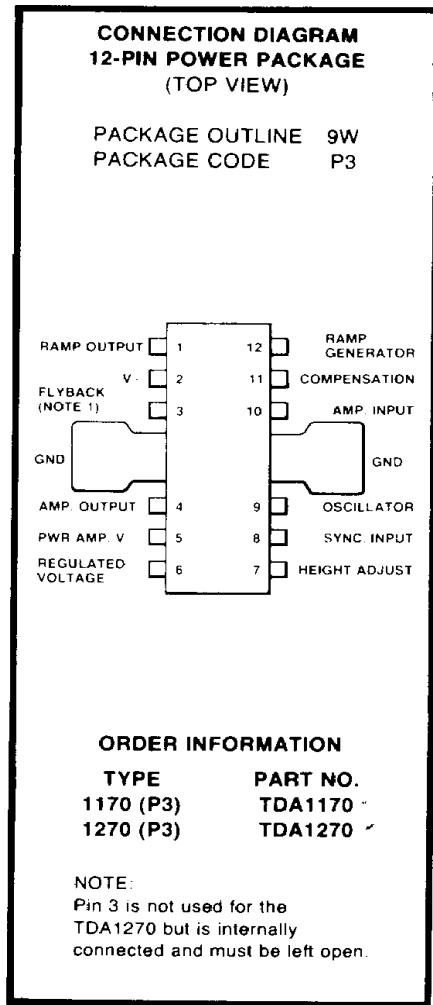 CONNECTION DIAGRAM
12-PIN POWER PACKAGE
(TOP VIEW)
PACKAGE OUTLINE 9W
PACKAGE CODE P3
RAMP OUTPUT 1 12 RAMP GENERATOR
V- 2 11 COMPENSATION
FLYBACK (NOTE 1) 3 10 AMP. INPUT
GND GND
AMP. OUTPUT 4 9 OSCILLATOR
PWR AMP. V 5 8 SYNC. INPUT
REGULATED VOLTAGE 6 7 HEIGHT ADJUST
ORDER INFORMATION
TYPE PART NO.
1170 (P3) TDA1170
1270 (P3) TDA1270
NOTE:
Pin 3 is not used for the
TDA1270 but is internally
connected and must be left open.